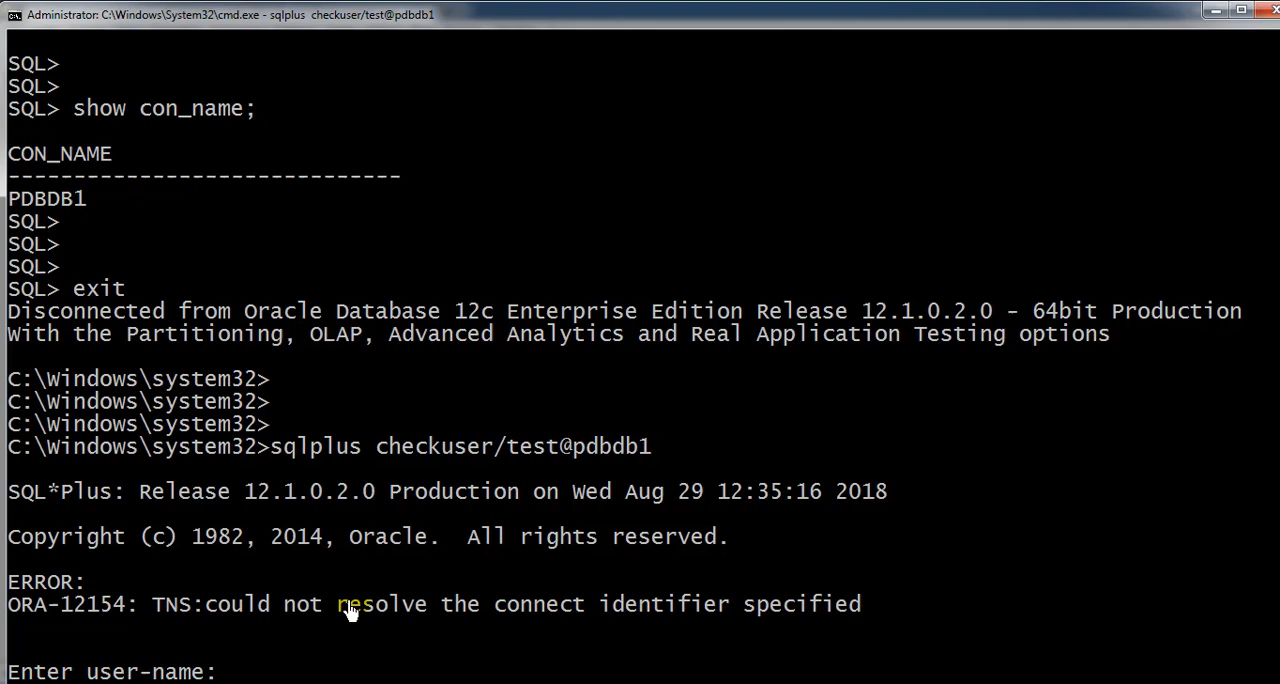 Administrator: C:\Windows\System32\cmd.exe - sqlplus  checkuser/test@pdbdb1
SQL>
SQL>
SQL> show con_name;
CON_NAME
------------------------------
PDBDB1
SQL>
SQL>
SQL>
SQL> exit
Disconnected from Oracle Database 12c Enterprise Edition Release 12.1.0.2.0 - 64bit Production
With the Partitioning, OLAP, Advanced Analytics and Real Application Testing options
C:\Windows\system32>
C:\Windows\system32>
C:\Windows\system32>
C:\Windows\system32>sqlplus checkuser/test@pdbdb1
SQL*Plus: Release 12.1.0.2.0 Production on Wed Aug 29 12:35:16 2018
Copyright (c) 1982, 2014, Oracle.  All rights reserved.
ERROR:
ORA-12154: TNS:could not resolve the connect identifier specified
Enter user-name: